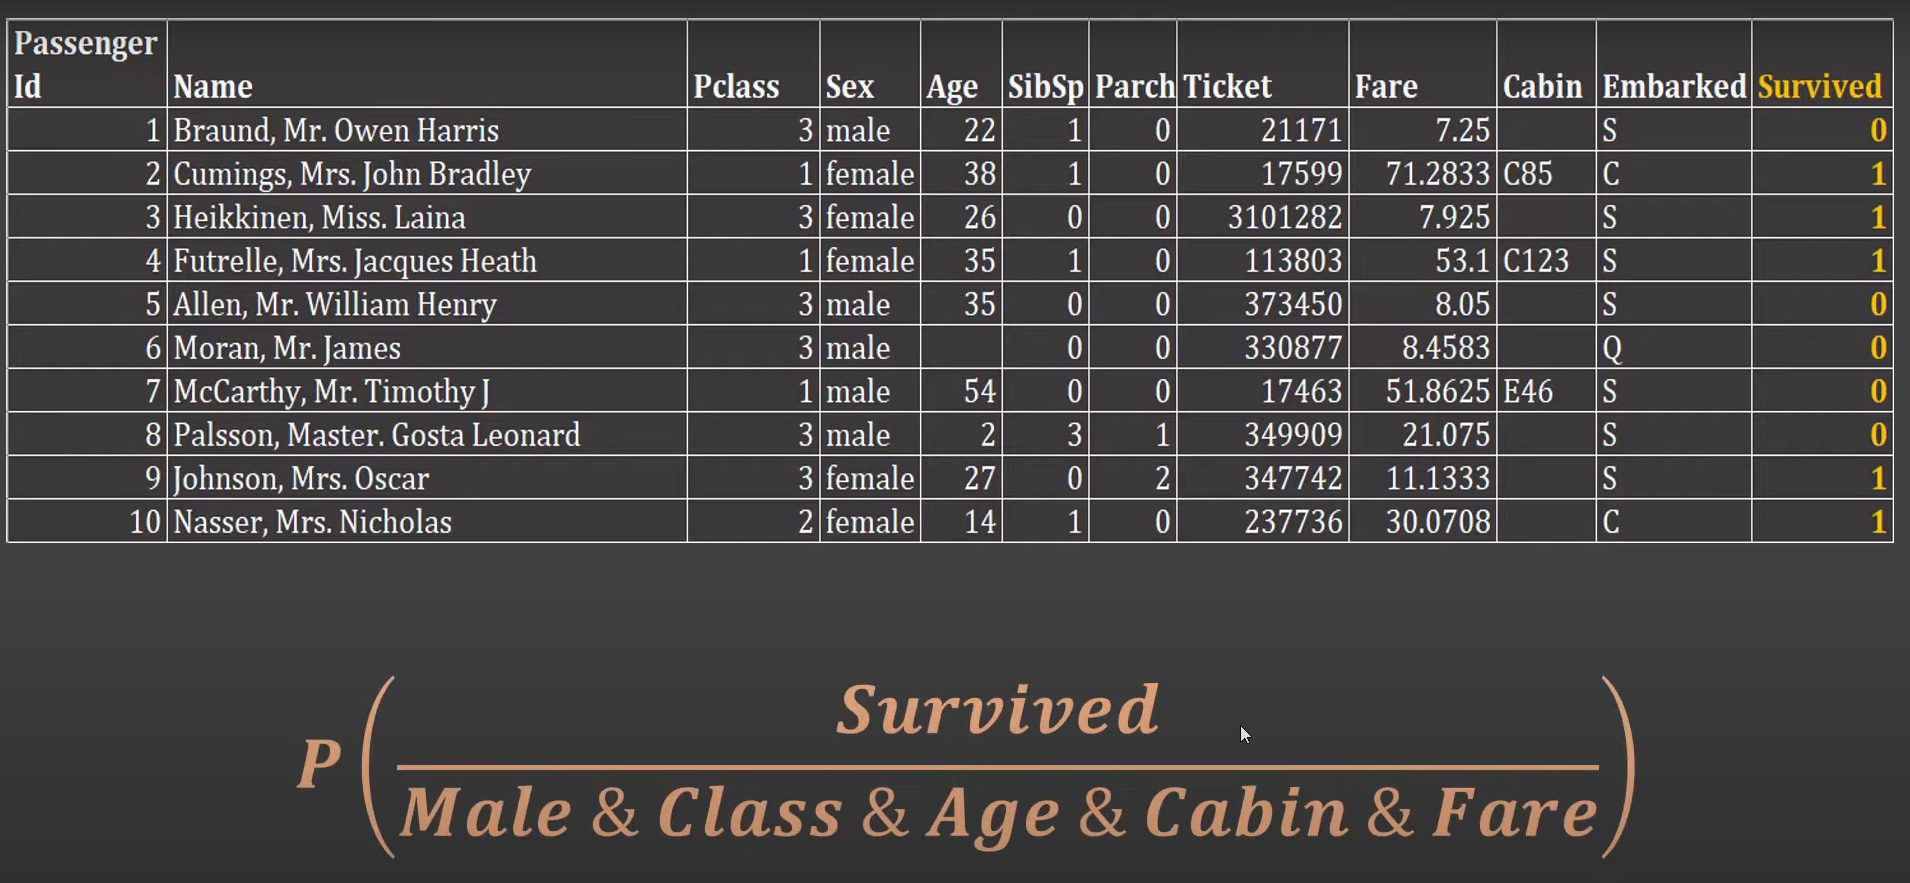 Passenger Id Name Pclass Sex Age SibSp Parch Ticket Fare Cabin Embarked Survived
1 Braund, Mr. Owen Harris 3 male 22 1 0 21171 7.25 S 0
2 Cumings, Mrs. John Bradley 1 female 38 1 0 17599 71.2833 C85 C 1
3 Heikkinen, Miss. Laina 3 female 26 0 0 3101282 7.925 S 1
4 Futrelle, Mrs. Jacques Heath 1 female 35 1 0 113803 53.1 C123 S 1
5 Allen, Mr. William Henry 3 male 35 0 0 373450 8.05 S 0
6 Moran, Mr. James 3 male 0 0 330877 8.4583 Q 0
7 McCarthy, Mr. Timothy J 1 male 54 0 0 17463 51.8625 E46 S 0
8 Palsson, Master. Gosta Leonard 3 male 2 3 1 349909 21.075 S 0
9 Johnson, Mrs. Oscar 3 female 27 0 2 347742 11.1333 S 1
10 Nasser, Mrs. Nicholas 2 female 14 1 0 237736 30.0708 C 1
Survived
P ( )
Male & Class & Age & Cabin & Fare